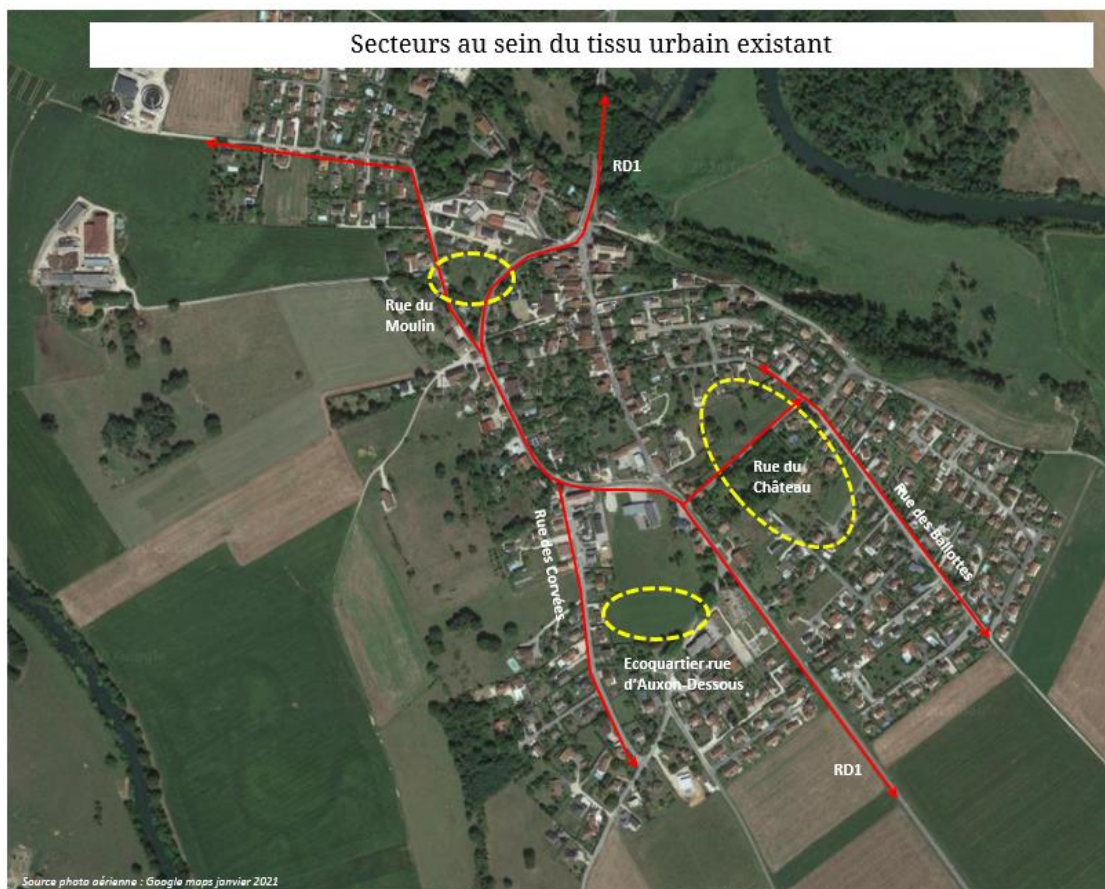 Secteurs au sein du tissu urbain existant
RD1
Rue du
Moulin
Rue du
Château
Rue des Ballottes
Rue des Corvées
Ecoquartier rue
d'Auxon-Dessous
RD1
Source photo aérienne : Google maps janvier 2021